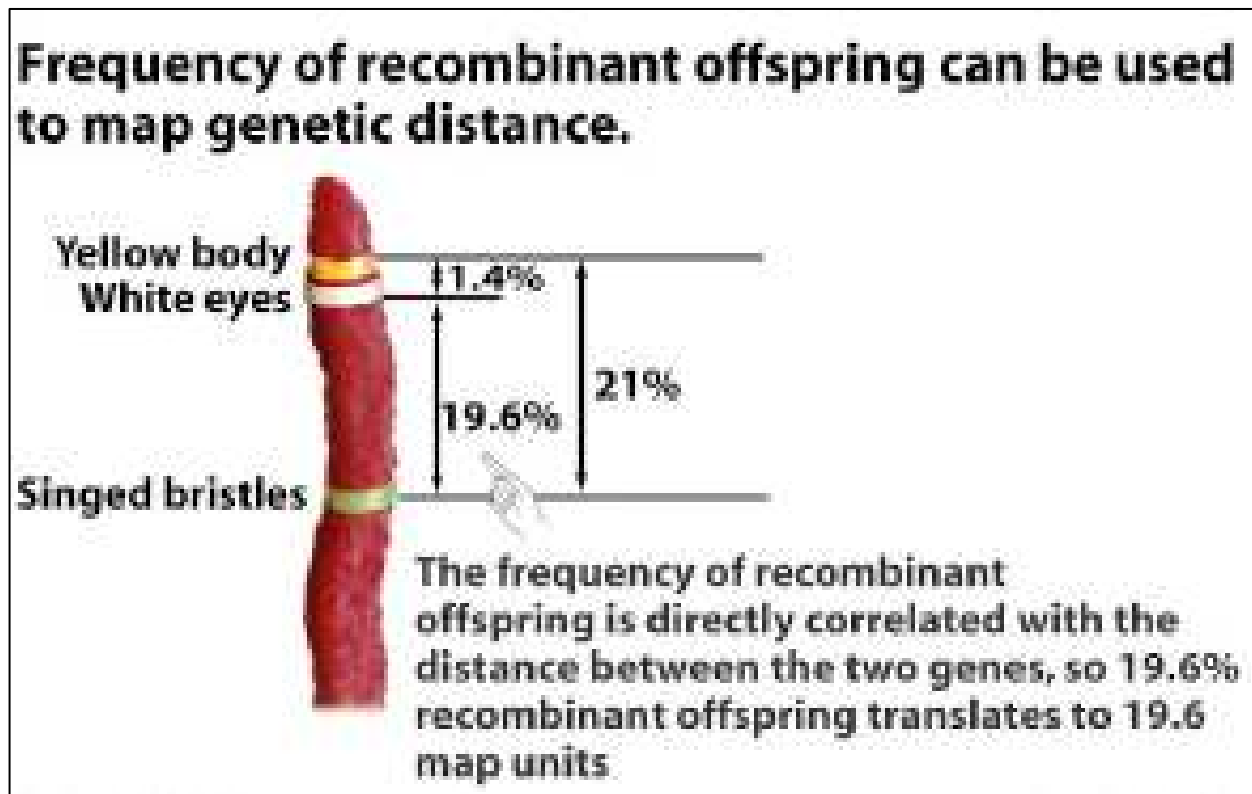 Frequency of recombinant offspring can be used
to map genetic distance.
Yellow body
White eyes
1.4%
21%
19.6%
Singed bristles
The frequency of recombinant
offspring is directly correlated with the
distance between the two genes, so 19.6%
recombinant offspring translates to 19.6
map units